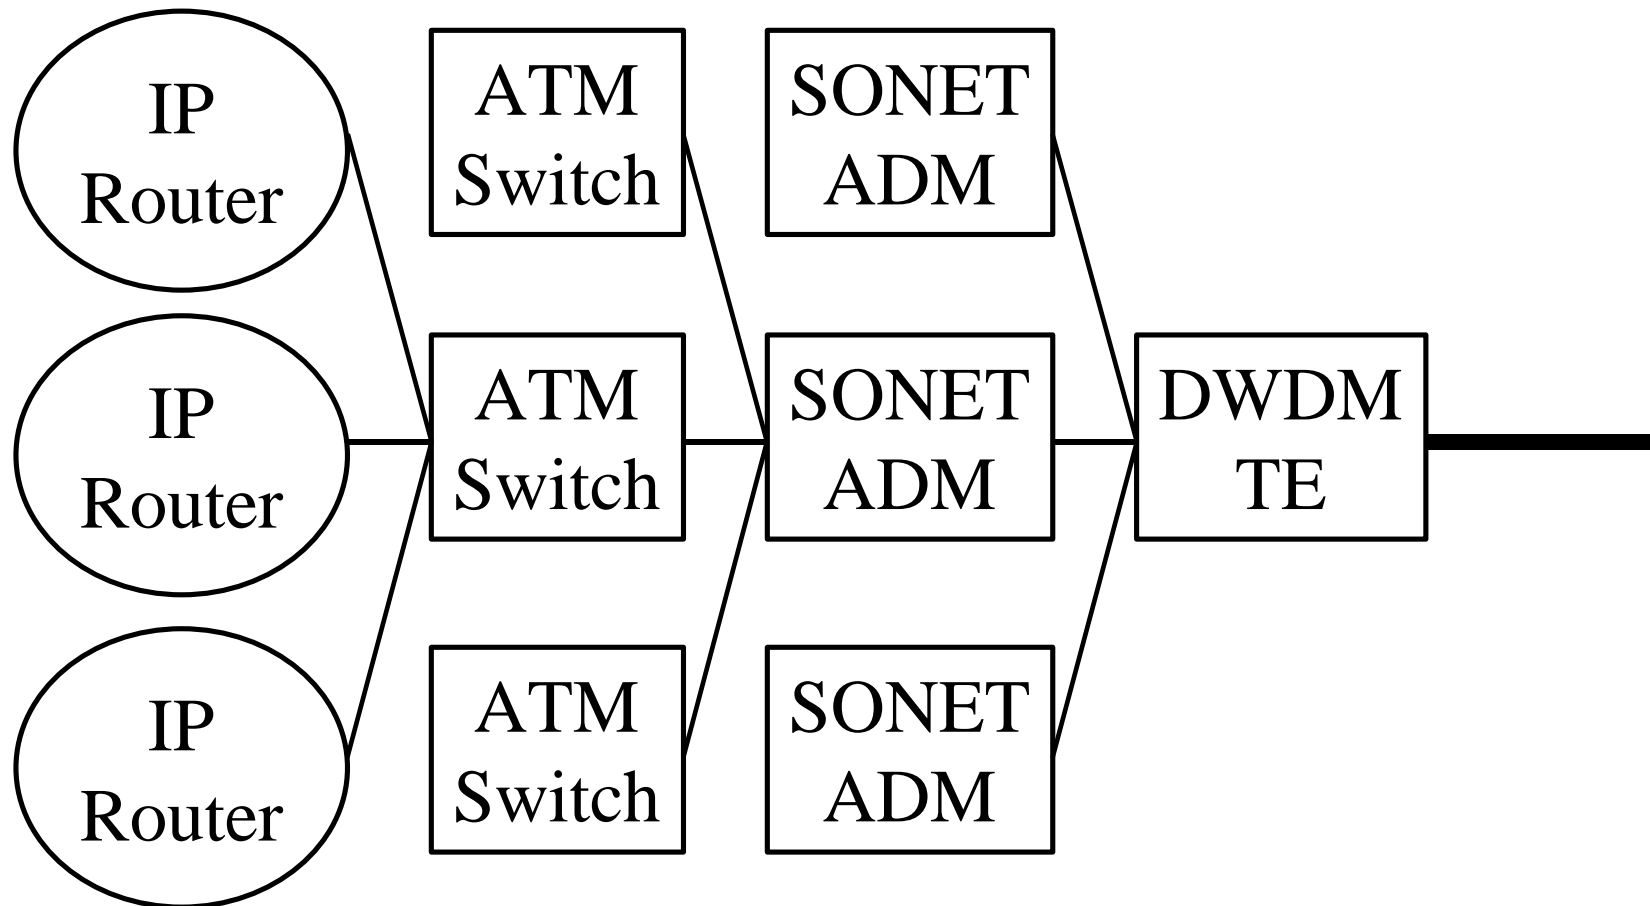 IP
Router
ATM
Switch
SONET
ADM
IP
Router
ATM
Switch
SONET
ADM
DWDM
TE
IP
Router
ATM
Switch
SONET
ADM